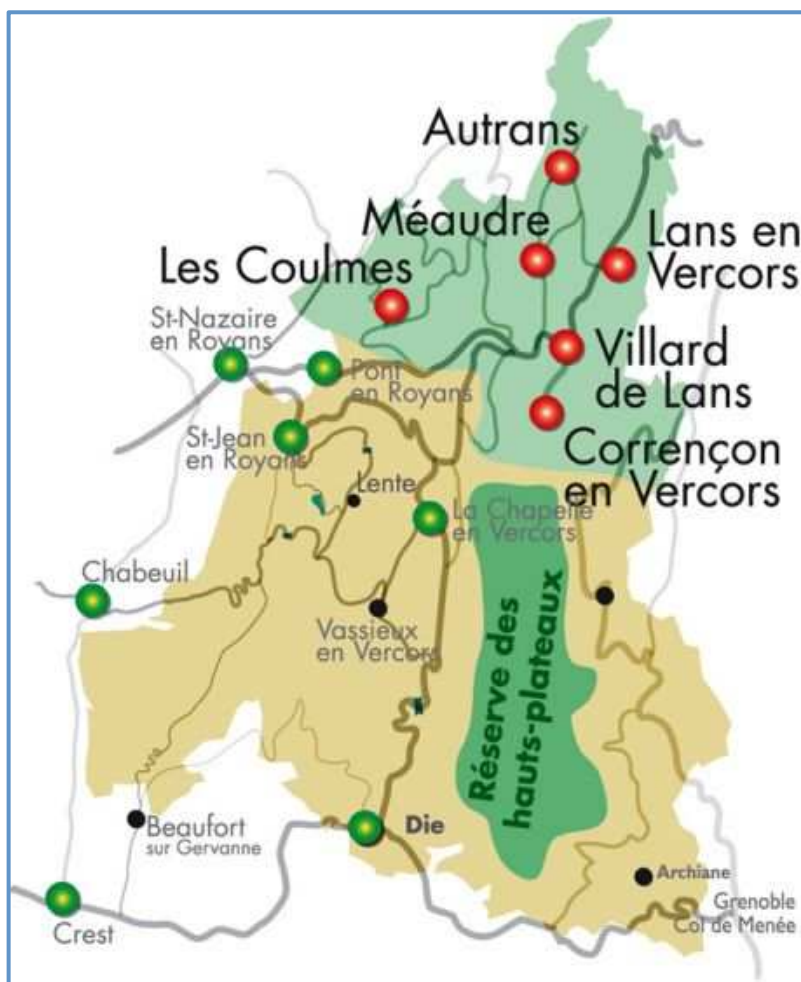 Autrans
Méaudre
Lans en
Vercors
Les Coulmes
St-Nazaire
en Royans
Pont
en Royans
Villard
de Lans
St-Jean
en Royans
Corrençon
en Vercors
Lente
La Chapelle
en Vercors
Chabeuil
Vassieux
en Vercors
Réserve des
hauts-plateaux
Beaufort
sur Gervanne
Die
Archiane
Grenoble
Col de Menée
Crest